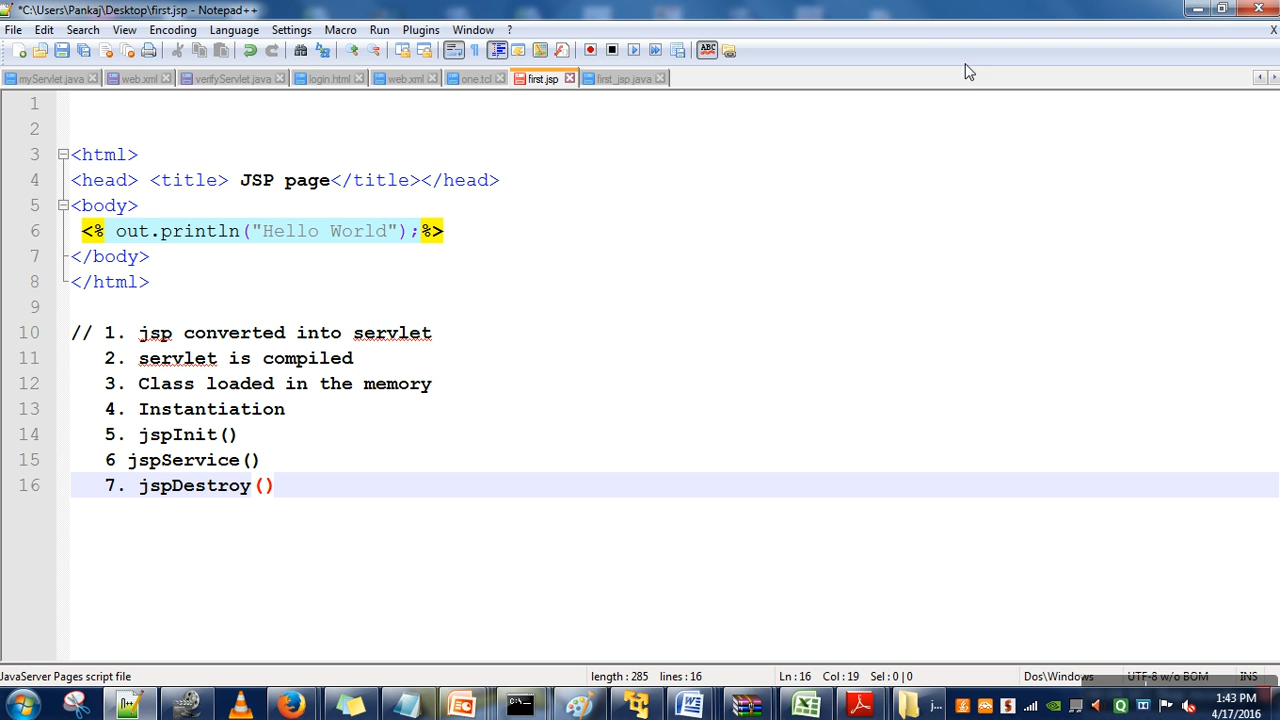 *C:\Users\Pankaj\Desktop\first.jsp - Notepad++
File Edit Search View Encoding Language Settings Macro Run Plugins Window ? X
myServlet.java web.xml verifyServlet.java login.html web.xml one.tcl first.jsp first_jsp.java
1
2
3 <html>
4 <head> <title> JSP page</title></head>
5 <body>
6 <% out.println("Hello World");%>
7 </body>
8 </html>
9
10 // 1. jsp converted into servlet
11 2. servlet is compiled
12 3. Class loaded in the memory
13 4. Instantiation
14 5. jspInit()
15 6 jspService()
16 7. jspDestroy()
JavaServer Pages script file length : 285 lines : 16 Ln : 16 Col : 19 Sel : 0 | 0 Dos\Windows UTF-8 w/o BOM INS
j...
1:43 PM
4/17/2016